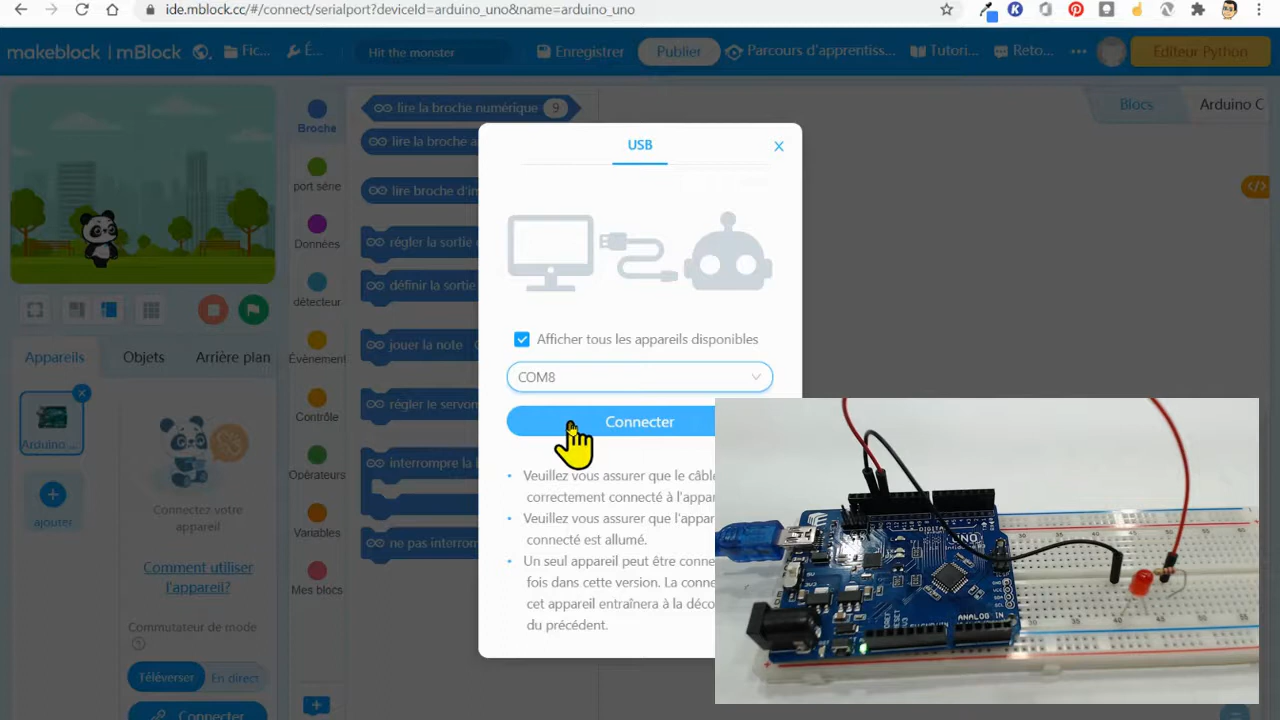 ide.mblock.cc/#/connect/serialport?deviceId=arduino_uno&name=arduino_uno
makeblock | mBlock
Fic...
É...
Hit the monster
Enregistrer
Publier
Parcours d'apprentiss...
Tutori...
Reto...
Editeur Python
Broche
port série
Données
détecteur
Évènement
Contrôle
Opérateurs
Variables
Mes blocs
lire la broche numérique 9
lire la broche a
lire broche d'in
régler la sortie
définir la sortie
jouer la note
régler le servom
interrompre la
ne pas interrom
Blocs
Arduino C
USB
Afficher tous les appareils disponibles
COM8
Connecter
• Veuillez vous assurer que le câble
correctement connecté à l'appar
• Veuillez vous assurer que l'appar
connecté est allumé.
• Un seul appareil peut être conne
fois dans cette version. La conne
cet appareil entraînera à la déco
du précédent.
Appareils
Objets
Arrière plan
Arduino ...
ajouter
Connectez votre
appareil
Comment utiliser
l'appareil?
Commutateur de mode
Téléverser
En direct
Connecter
UNO
ANALOG IN